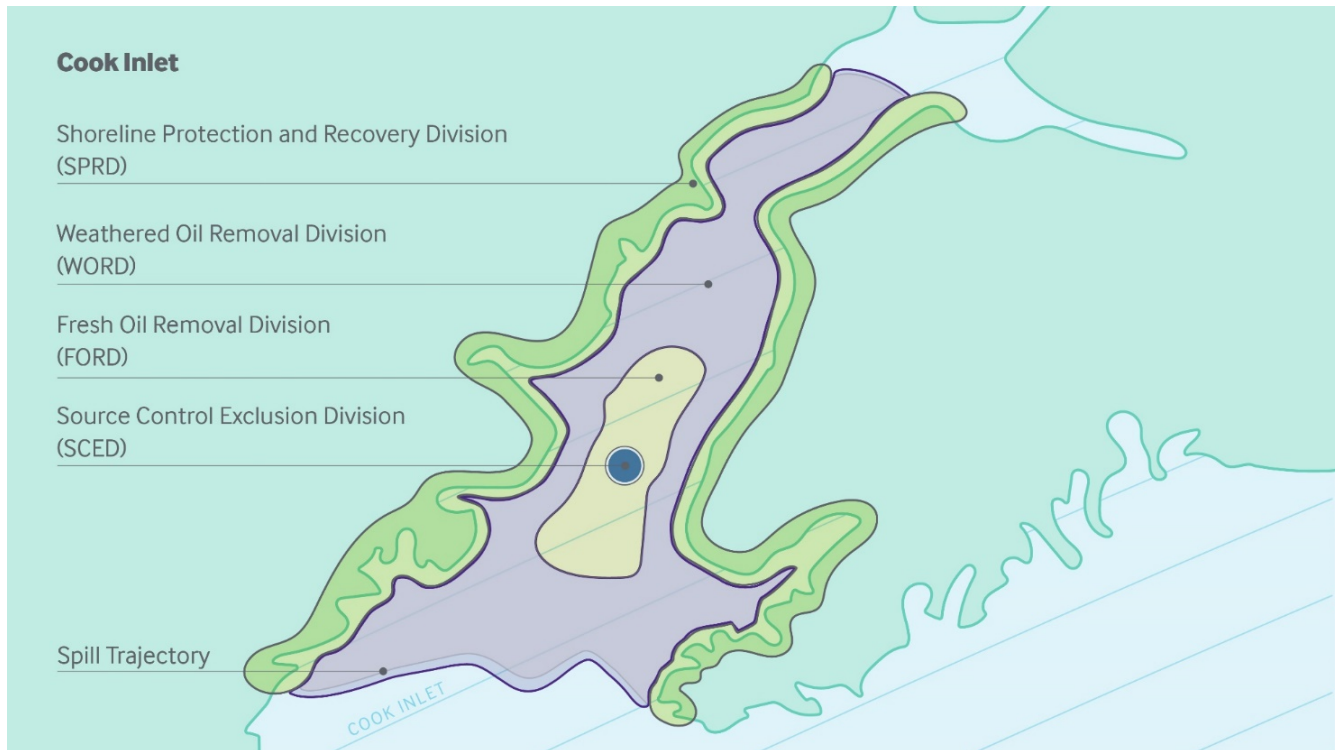 Cook Inlet
Shoreline Protection and Recovery Division
(SPRD)
Weathered Oil Removal Division
(WORD)
Fresh Oil Removal Division
(FORD)
Source Control Exclusion Division
(SCED)
Spill Trajectory
COOK INLET